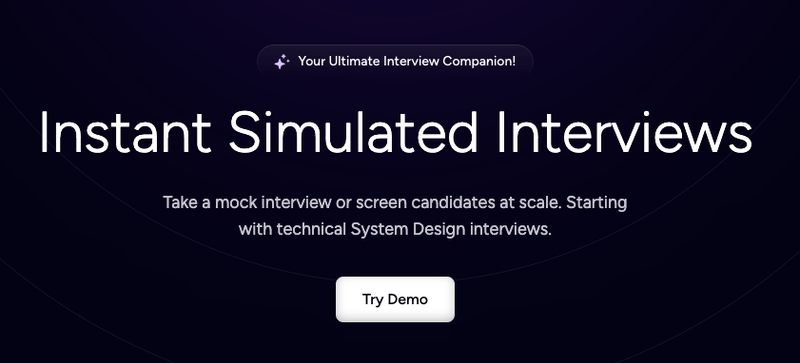 Your Ultimate Interview Companion!
Instant Simulated Interviews
Take a mock interview or screen candidates at scale. Starting
with technical System Design interviews.
Try Demo